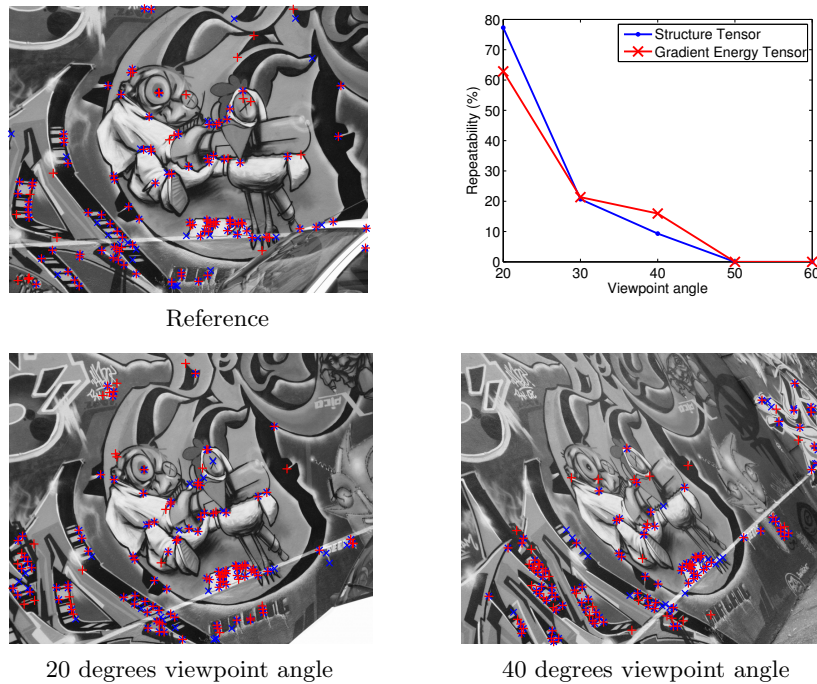 Reference
80
70
60
50
40
30
20
10
0
Repeatability (%)
Structure Tensor
Gradient Energy Tensor
20 30 40 50 60
Viewpoint angle
20 degrees viewpoint angle
40 degrees viewpoint angle